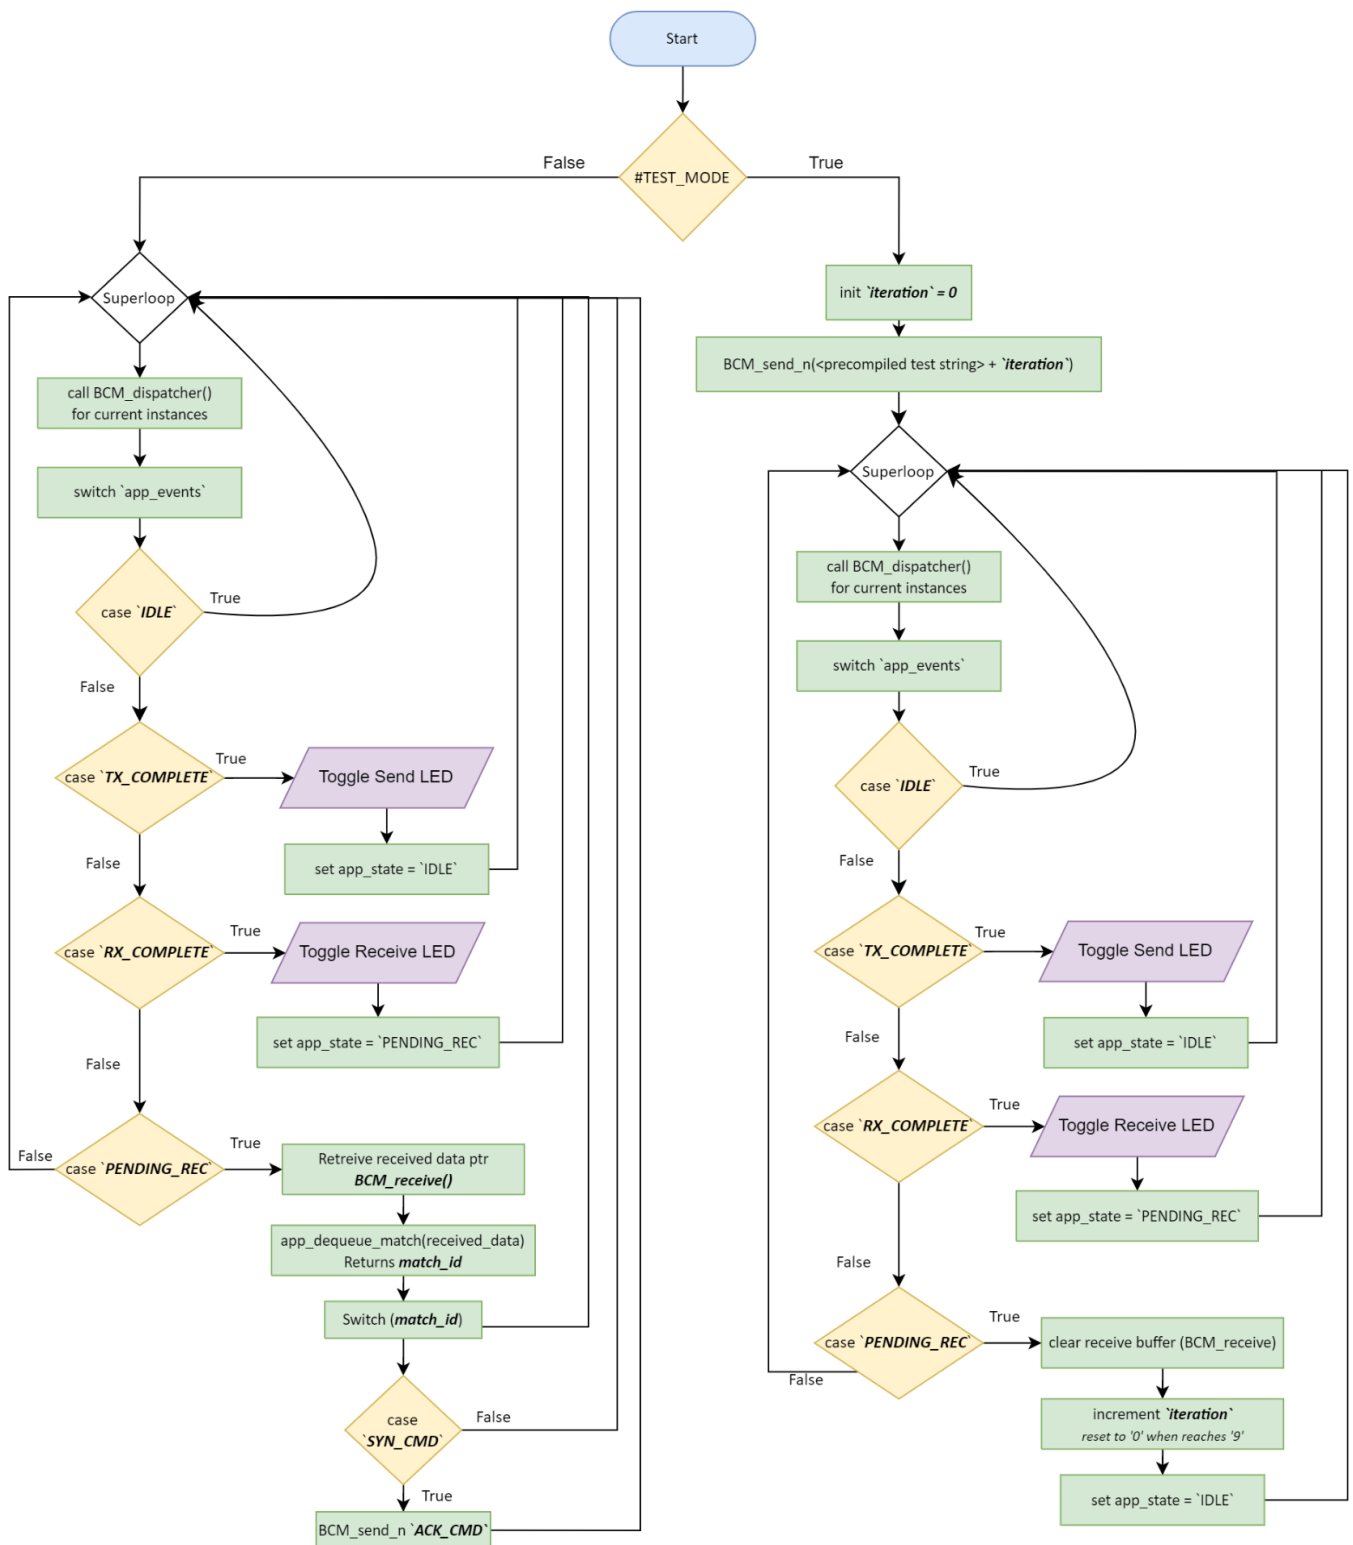 Start
#TEST_MODE
False
True
Superloop
call BCM_dispatcher()
for current instances
switch `app_events`
case `IDLE`
True
False
case `TX_COMPLETE`
True
Toggle Send LED
set app_state = `IDLE`
False
case `RX_COMPLETE`
True
Toggle Receive LED
set app_state = `PENDING_REC`
False
case `PENDING_REC`
False
True
Retreive received data ptr
BCM_receive()
app_dequeue_match(received_data)
Returns match_id
Switch (match_id)
case
`SYN_CMD`
False
True
BCM_send_n `ACK_CMD`
init `iteration` = 0
BCM_send_n(<precompiled test string> + `iteration`)
Superloop
call BCM_dispatcher()
for current instances
switch `app_events`
case `IDLE`
True
False
case `TX_COMPLETE`
True
Toggle Send LED
set app_state = `IDLE`
False
case `RX_COMPLETE`
True
Toggle Receive LED
set app_state = `PENDING_REC`
False
case `PENDING_REC`
False
True
clear receive buffer (BCM_receive)
increment `iteration`
reset to '0' when reaches '9'
set app_state = `IDLE`